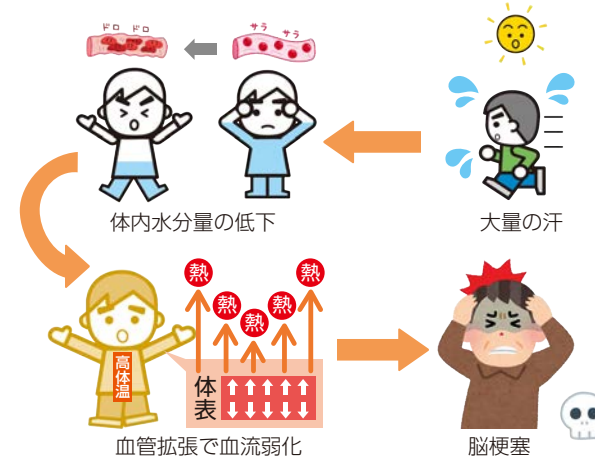 ドロ ドロ
サラ サラ
体内水分量の低下
大量の汗
熱
熱
熱
熱
熱
高体温
体表
血管拡張で血流弱化
脳梗塞